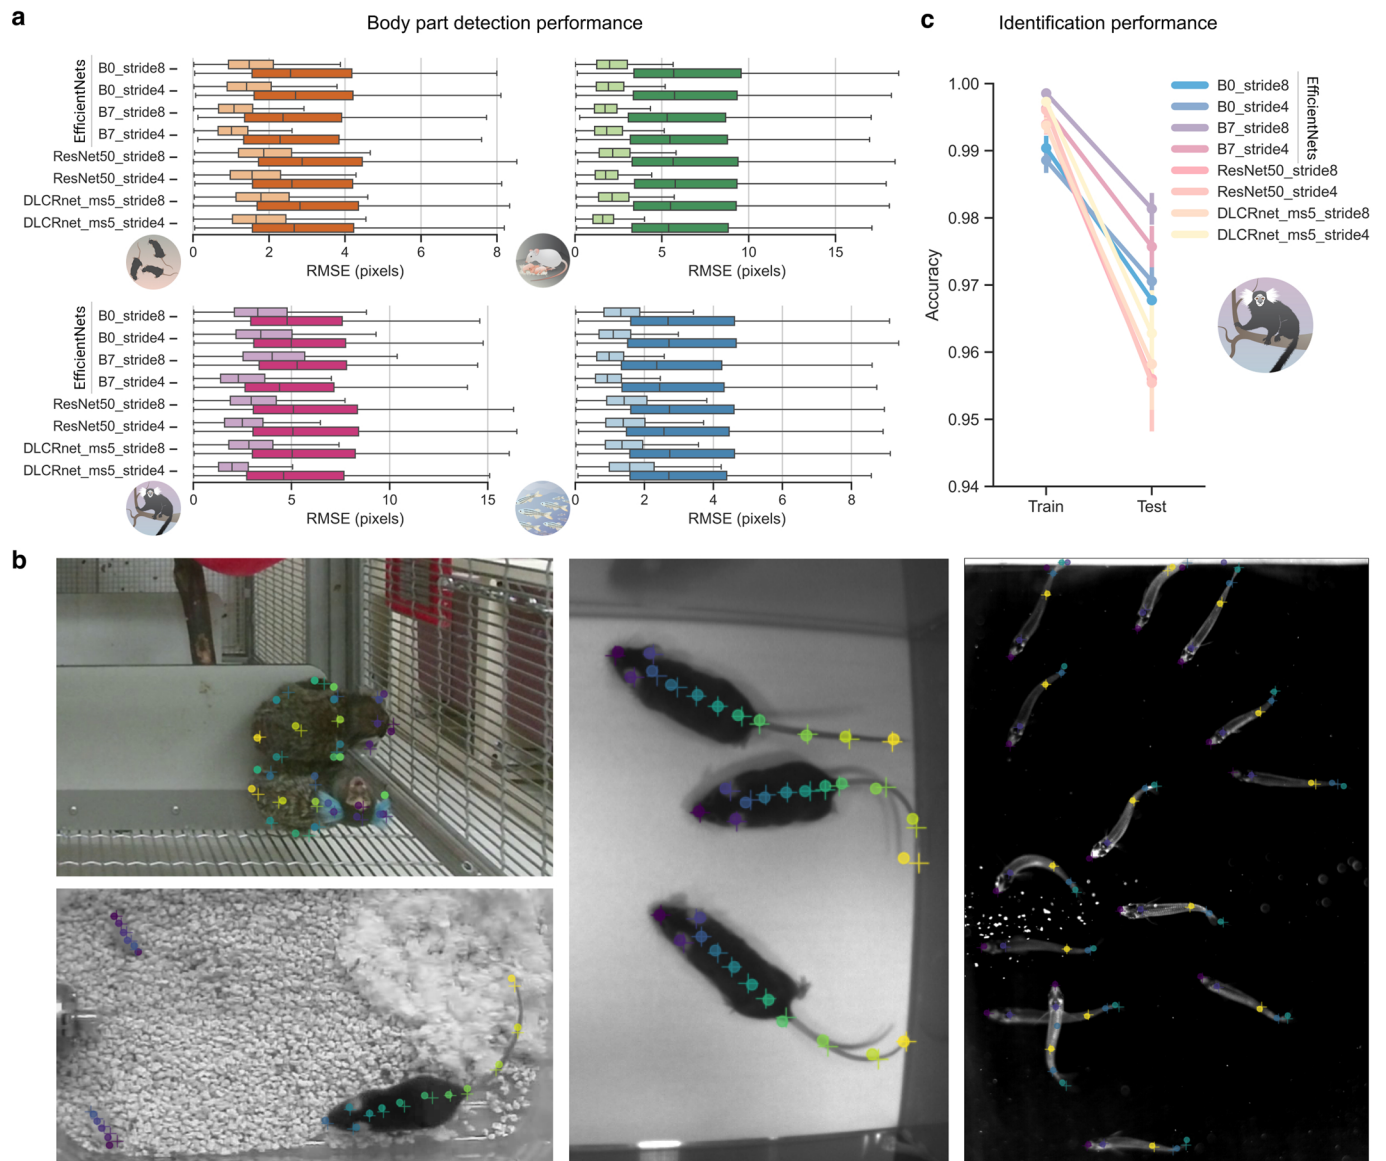 a
Body part detection performance
EfficientNets
B0_stride8
B0_stride4
B7_stride8
B7_stride4
ResNet50_stride8
ResNet50_stride4
DLCRnet_ms5_stride8
DLCRnet_ms5_stride4
0 2 4 6 8
RMSE (pixels)
0 5 10 15
RMSE (pixels)
EfficientNets
B0_stride8
B0_stride4
B7_stride8
B7_stride4
ResNet50_stride8
ResNet50_stride4
DLCRnet_ms5_stride8
DLCRnet_ms5_stride4
0 5 10 15
RMSE (pixels)
0 2 4 6 8
RMSE (pixels)
c
Identification performance
1.00
0.99
0.98
0.97
0.96
0.95
0.94
Accuracy
Train Test
B0_stride8
B0_stride4
B7_stride8
B7_stride4
ResNet50_stride8
ResNet50_stride4
DLCRnet_ms5_stride8
DLCRnet_ms5_stride4
EfficientNets
b